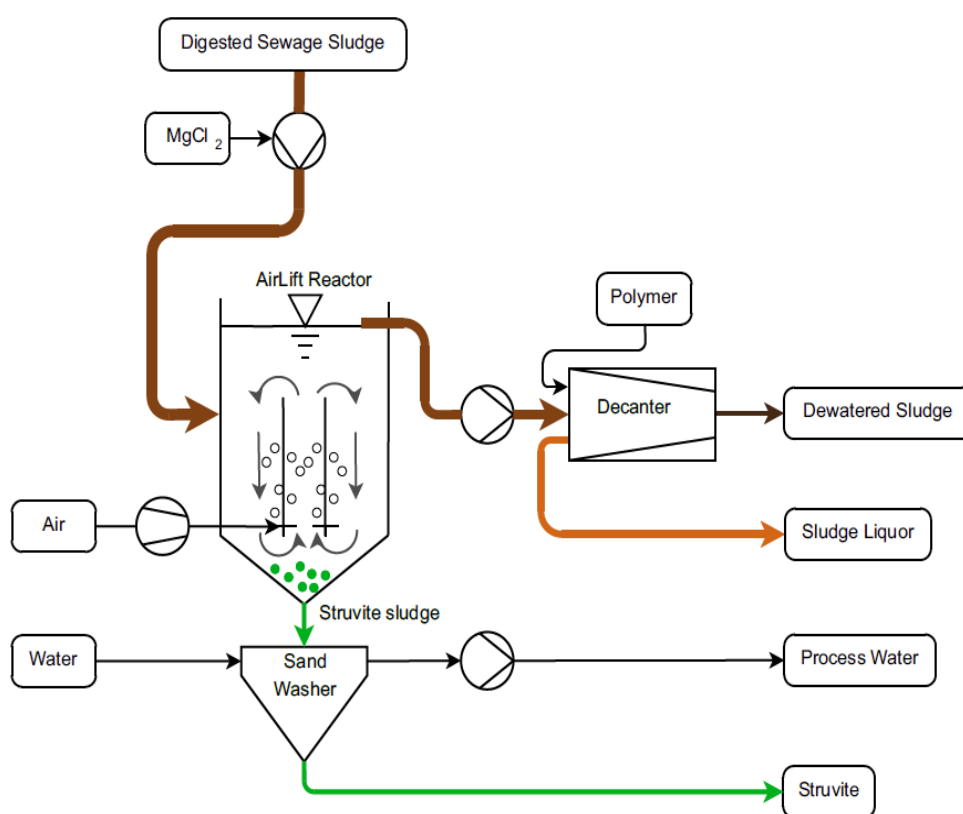 Digested Sewage Sludge
MgCl 2
AirLift Reactor
Polymer
Decanter
Dewatered Sludge
Air
Sludge Liquor
Struvite sludge
Water
Sand
Washer
Process Water
Struvite